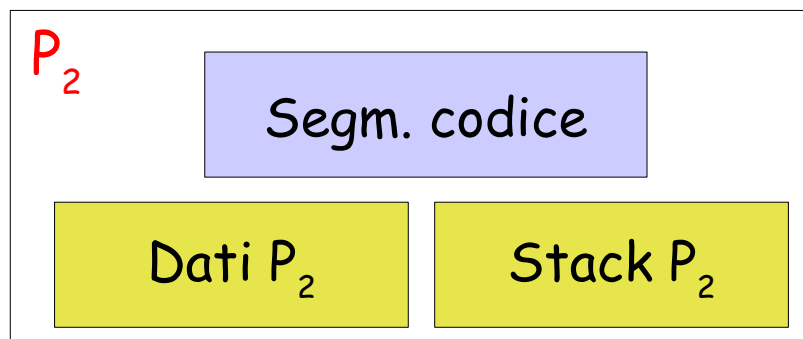 P₂
Segm. codice
Dati P₂
Stack P₂